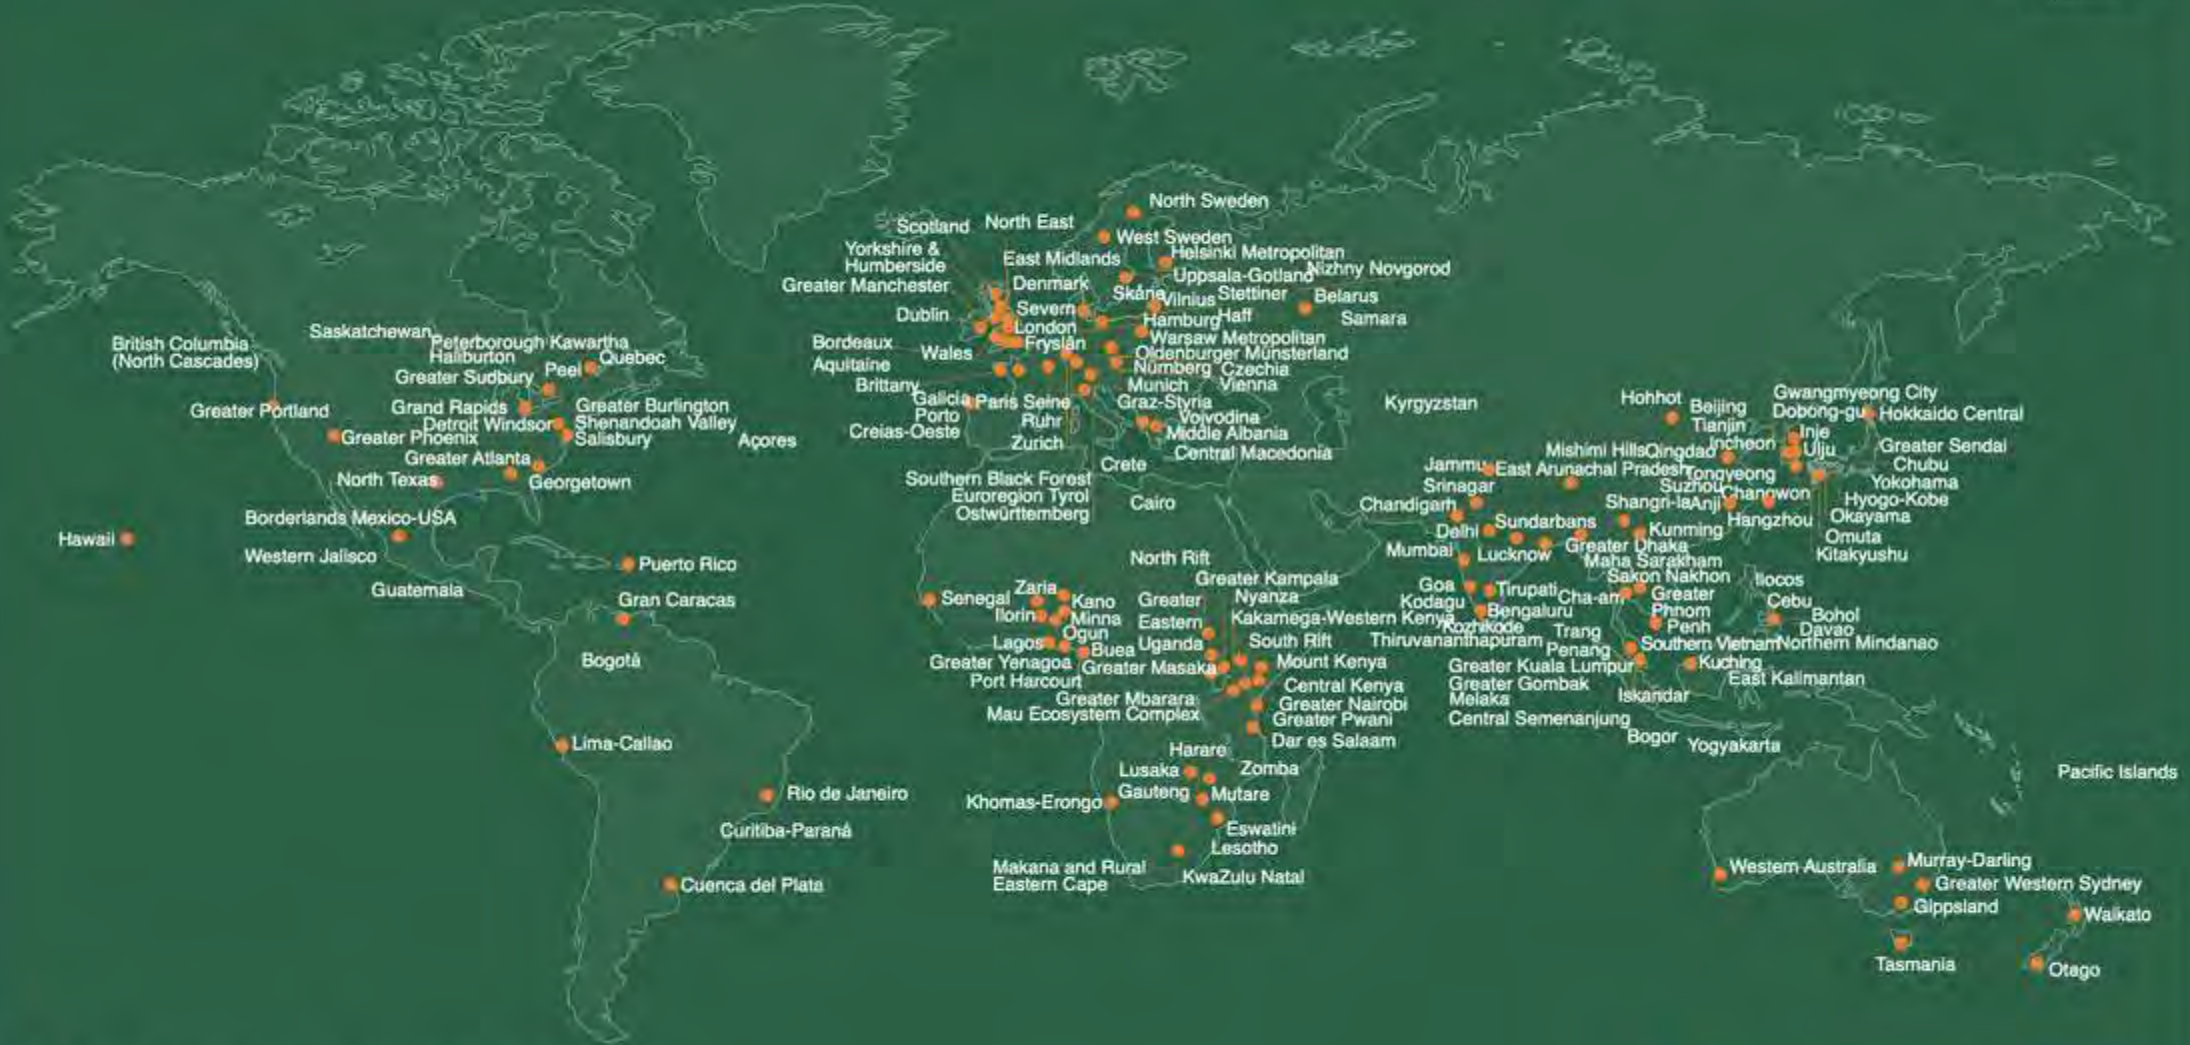 North Sweden
Scotland
North East
West Sweden
Yorkshire &
Humberside
East Midlands
Helsinki Metropolitan
Uppsala-Gotland
Nizhny Novgorod
Greater Manchester
Denmark
Skåne
Vilnius
Stettiner
Haff
Belarus
Samara
Dublin
Severn
London
Hamburg
Fryslân
Warsaw Metropolitan
Bordeaux
Aquitaine
Wales
Oldenburger Münsterland
Nürnberg
Czechia
Brittany
Munich
Vienna
Galicia
Paris Seine
Graz-Styria
Porto
Ruhr
Vojvodina
Creias-Oeste
Zurich
Middle Albania
Central Macedonia
Southern Black Forest
Euroregion Tyrol
Ostwürttemberg
Crete
Cairo
British Columbia
(North Cascades)
Saskatchewan
Peterborough Kawartha
Haliburton
Quebec
Peel
Greater Sudbury
Greater Portland
Grand Rapids
Greater Burlington
Detroit Windsor
Shenandoah Valley
Greater Phoenix
Salisbury
Açores
Greater Atlanta
North Texas
Georgetown
Borderlands Mexico-USA
Hawaii
Western Jalisco
Puerto Rico
Guatemala
Gran Caracas
Bogotá
Lima-Callao
Rio de Janeiro
Curitiba-Paraná
Cuenca del Plata
North Rift
Greater Kampala
Nyanza
Senegal
Zaria
Kano
Ilorin
Minna
Ogun
Lagos
Buea
Greater
Eastern
Uganda
Kakamega-Western Kenya
South Rift
Greater Yenagoa
Greater Masaka
Mount Kenya
Port Harcourt
Central Kenya
Greater Mbarara
Greater Nairobi
Mau Ecosystem Complex
Greater Pwani
Dar es Salaam
Harare
Lusaka
Zomba
Khomas-Erongo
Gauteng
Mutare
Eswatini
Lesotho
Makana and Rural
Eastern Cape
KwaZulu Natal
Kyrgyzstan
Hohhot
Beijing
Tianjin
Gwangmyeong City
Dobong-gu
Hokkaido Central
Inje
Incheon
Ulju
Greater Sendai
Mishimi Hills
Qingdao
Jammu
East Arunachal Pradesh
Tongyeong
Chubu
Srinagar
Suzhou
Changwon
Yokohama
Chandigarh
Shangri-la
Anji
Hyogo-Kobe
Hangzhou
Okayama
Delhi
Sundarbans
Kunming
Omuta
Mumbai
Lucknow
Greater Dhaka
Kitakyushu
Maha Sarakham
Sakon Nakhon
Ilocos
Goa
Tirupati
Cha-am
Greater
Phnom
Penh
Cebu
Kodagu
Bengaluru
Bohol
Kozhikode
Davao
Thiruvananthapuram
Trang
Penang
Southern Vietnam
Northern Mindanao
Greater Kuala Lumpur
Kuching
Greater Gombak
East Kalimantan
Melaka
Iskandar
Central Semenanjung
Bogor
Yogyakarta
Pacific Islands
Western Australia
Murray-Darling
Greater Western Sydney
Gippsland
Waikato
Tasmania
Otago